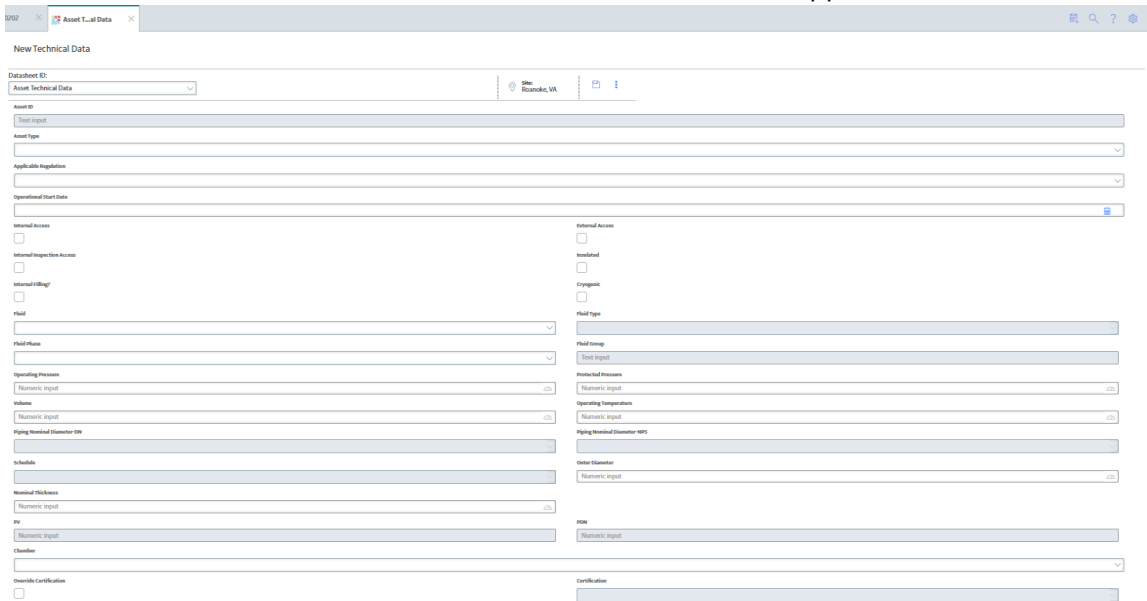 0202
Asset T...al Data
New Technical Data
Datasheet ID:
Asset Technical Data
Site:
Roanoke, VA
Asset ID
Text input
Asset Type
Applicable Regulation
Operational Start Date
Internal Access External Access
Internal Inspection Access Insulated
Internal Filling? Cryogenic
Fluid Fluid Type
Fluid Phase Fluid Group
Text input
Operating Pressure Protected Pressure
Numeric input Numeric input
Volume Operating Temperature
Numeric input Numeric input
Piping Nominal Diameter-DN Piping Nominal Diameter-NPS
Schedule Outer Diameter
Numeric input
Nominal Thickness
Numeric input
PV PDN
Numeric input Numeric input
Chamber
Override Certification Certification